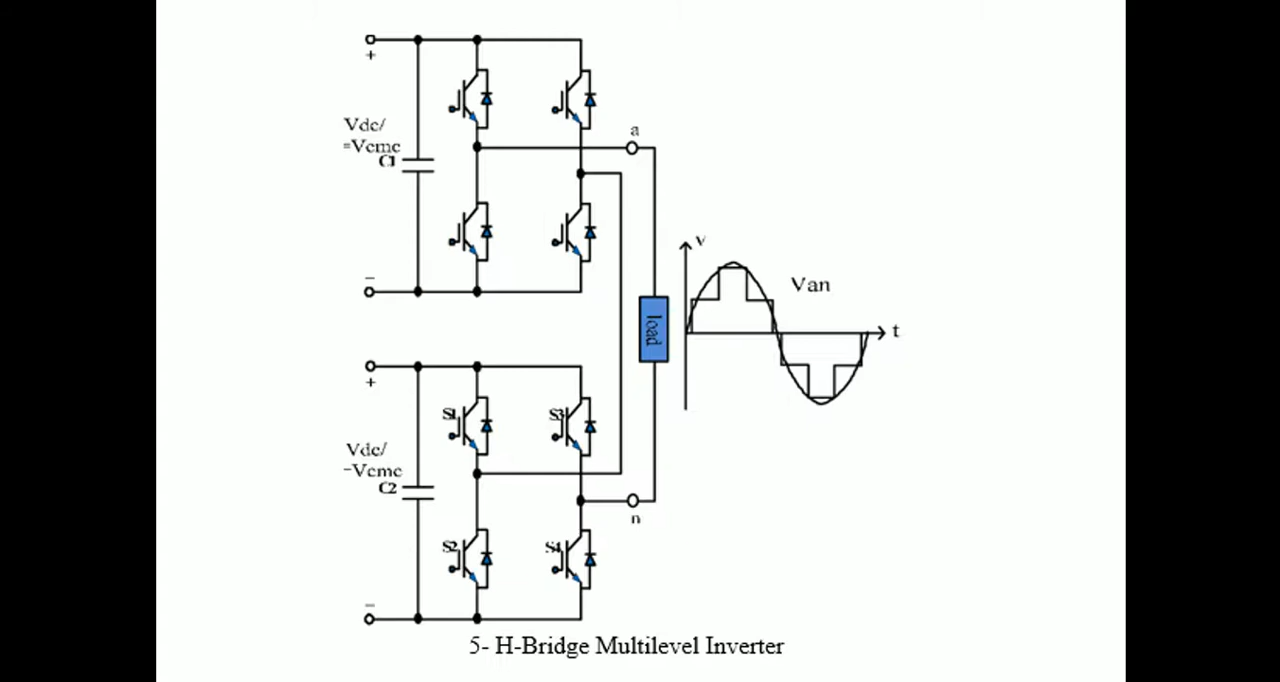 +
Vdc/
=Vcmc
C1
−
a
load
v
Van
t
+
S1
S3
Vdc/
−Vcmc
C2
n
S2
S4
−
5- H-Bridge Multilevel Inverter